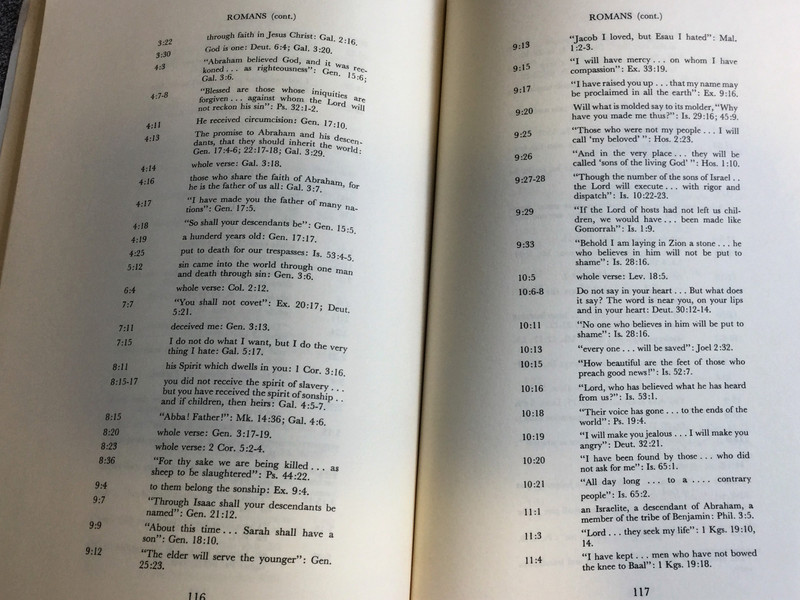 ROMANS (cont.)
3:22 through faith in Jesus Christ: Gal. 2:16.
3:30 God is one: Deut. 6:4; Gal. 3:20.
4:3 "Abraham believed God, and it was rec-
koned . . . as righteousness": Gen. 15:6;
Gal. 3:6.
4:7-8 "Blessed are those whose iniquities are
forgiven . . . against whom the Lord will
not reckon his sin": Ps. 32:1-2.
4:11 He received circumcision: Gen. 17:10.
4:13 The promise to Abraham and his descen-
dants, that they should inherit the world:
Gen. 17:4-6; 22:17-18; Gal. 3:29.
4:14 whole verse: Gal. 3:18.
4:16 those who share the faith of Abraham, for
he is the father of us all: Gal. 3:7.
4:17 "I have made you the father of many na-
tions": Gen. 17:5.
4:18 "So shall your descendants be": Gen. 15:5.
4:19 a hunderd years old: Gen. 17:17.
4:25 put to death for our trespasses: Is. 53:4-5.
5:12 sin came into the world through one man
and death through sin: Gen. 3:6.
6:4 whole verse: Col. 2:12.
7:7 "You shall not covet": Ex. 20:17; Deut.
5:21.
7:11 deceived me: Gen. 3:13.
7:15 I do not do what I want, but I do the very
thing I hate: Gal. 5:17.
8:11 his Spirit which dwells in you: 1 Cor. 3:16.
8:15-17 you did not receive the spirit of slavery . . .
but you have received the spirit of sonship . .
and if children, then heirs: Gal. 4:5-7.
8:15 "Abba! Father!": Mk. 14:36; Gal. 4:6.
8:20 whole verse: Gen. 3:17-19.
8:23 whole verse: 2 Cor. 5:2-4.
8:36 "For thy sake we are being killed . . . as
sheep to be slaughtered": Ps. 44:22.
9:4 to them belong the sonship: Ex. 9:4.
9:7 "Through Isaac shall your descendants be
named": Gen. 21:12.
9:9 "About this time . . . Sarah shall have a
son": Gen. 18:10.
9:12 "The elder will serve the younger": Gen.
25:23.
116
ROMANS (cont.)
9:13 "Jacob I loved, but Esau I hated": Mal.
1:2-3.
9:15 "I will have mercy . . . on whom I have
compassion": Ex. 33:19.
9:17 "I have raised you up . . . that my name may
be proclaimed in all the earth": Ex. 9:16.
9:20 Will what is molded say to its molder, "Why
have you made me thus?": Is. 29:16; 45:9.
9:25 "Those who were not my people . . . I will
call 'my beloved' ": Hos. 2:23.
9:26 "And in the very place . . . they will be
called 'sons of the living God' ": Hos. 1:10.
9:27-28 "Though the number of the sons of Israel . .
the Lord will execute . . . with rigor and
dispatch": Is. 10:22-23.
9:29 "If the Lord of hosts had not left us chil-
dren, we would have . . . been made like
Gomorrah": Is. 1:9.
9:33 "Behold I am laying in Zion a stone . . . he
who believes in him will not be put to
shame": Is. 28:16.
10:5 whole verse: Lev. 18:5.
10:6-8 Do not say in your heart . . . But what does
it say? The word is near you, on your lips
and in your heart: Deut. 30:12-14.
10:11 "No one who believes in him will be put to
shame": Is. 28:16.
10:13 "every one . . . will be saved": Joel 2:32.
10:15 "How beautiful are the feet of those who
preach good news!": Is. 52:7.
10:16 "Lord, who has believed what he has heard
from us?": Is. 53:1.
10:18 "Their voice has gone . . . to the ends of the
world": Ps. 19:4.
10:19 "I will make you jealous . . . I will make you
angry": Deut. 32:21.
10:20 "I have been found by those . . . who did
not ask for me": Is. 65:1.
10:21 "All day long . . . to a . . . . contrary
people": Is. 65:2.
11:1 an Israelite, a descendant of Abraham, a
member of the tribe of Benjamin: Phil. 3:5.
11:3 "Lord . . . they seek my life": 1 Kgs. 19:10,
14.
11:4 "I have kept . . . men who have not bowed
the knee to Baal": 1 Kgs. 19:18.
117